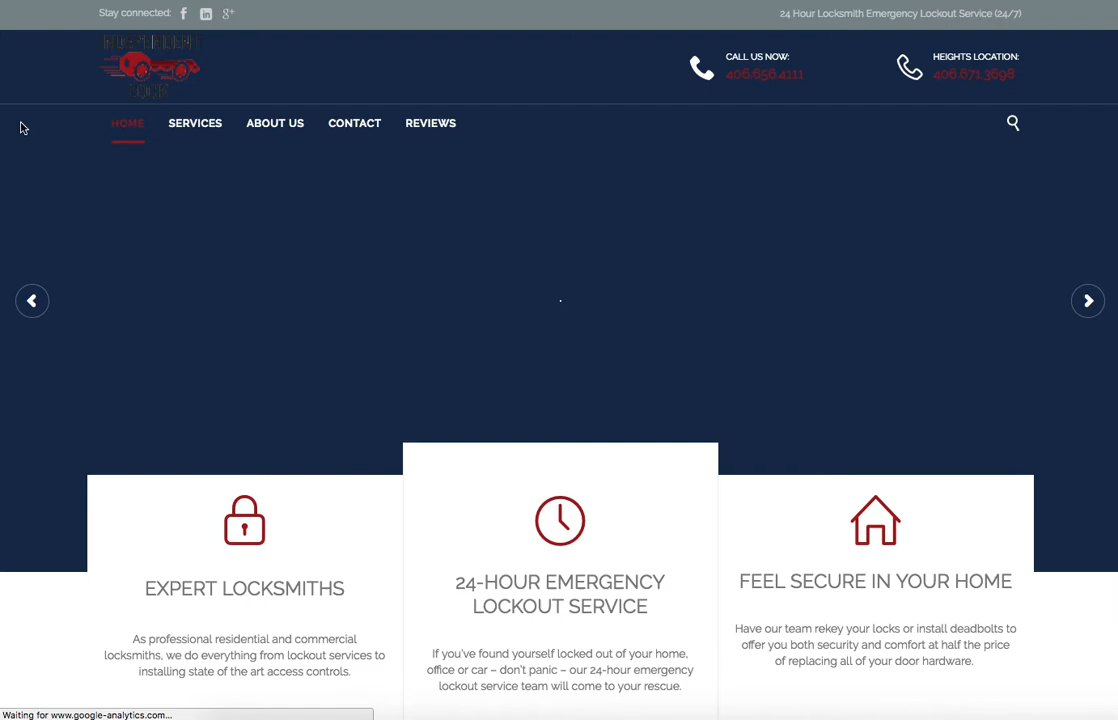 Stay connected:
24 Hour Locksmith Emergency Lockout Service (24/7)
INDEPENDENT
LOCK
CALL US NOW:
406.656.4111
HEIGHTS LOCATION:
406.671.3698
HOME
SERVICES
ABOUT US
CONTACT
REVIEWS
EXPERT LOCKSMITHS
As professional residential and commercial
locksmiths, we do everything from lockout services to
installing state of the art access controls.
24-HOUR EMERGENCY
LOCKOUT SERVICE
If you've found yourself locked out of your home,
office or car – don't panic – our 24-hour emergency
lockout service team will come to your rescue.
FEEL SECURE IN YOUR HOME
Have our team rekey your locks or install deadbolts to
offer you both security and comfort at half the price
of replacing all of your door hardware.
Waiting for www.google-analytics.com...